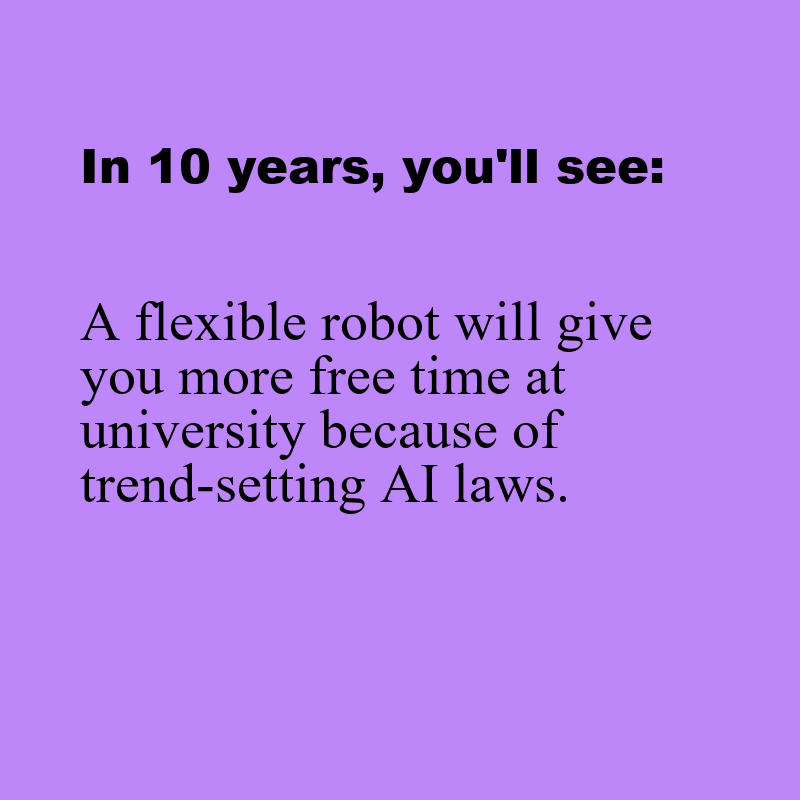 In 10 years, you'll see:
A flexible robot will give
you more free time at
university because of
trend-setting AI laws.